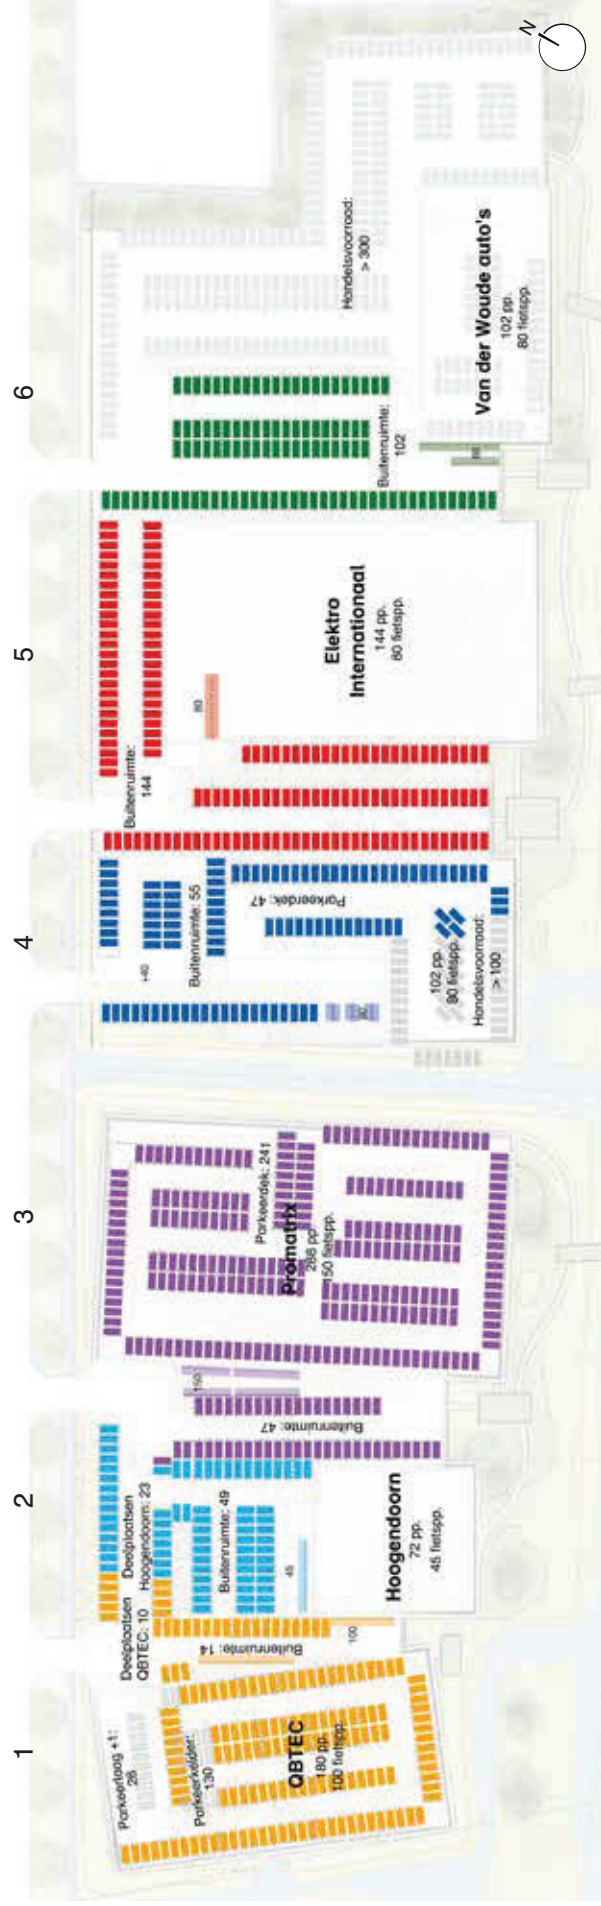 1
2
3
4
5
6
N
Parkeerlaag +1:
26
Parkeerkelder:
130
QBTEC
180 pp.
100 fietspp.
Buitenruimte: 14
100
Deelplaatsen
QBTEC: 10
Deelplaatsen
Hoogendoorn: 23
Buitenruimte: 49
45
Hoogendoorn
72 pp.
45 fietspp.
Buitenruimte: 47
150
Parkeerdek: 241
Promatrix
288 pp
150 fietspp.
+40
Buitenruimte: 55
Parkeerdek: 47
80
102 pp.
80 fietspp.
Handelsvoorraad:
> 100
Buitenruimte:
144
80
Elektro
Internationaal
144 pp.
80 fietspp.
Buitenruimte:
102
Handelsvoorraad:
> 300
Van der Woude auto's
102 pp.
80 fietspp.